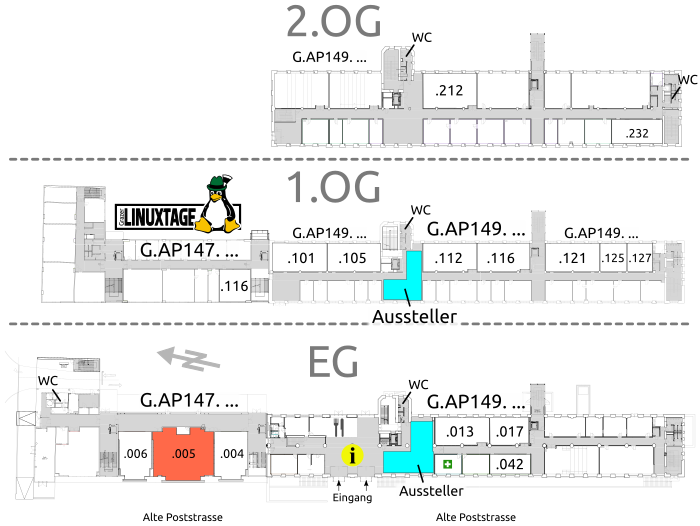 2.OG
WC
G.AP149. ...
WC
.212
.232
Grazer
LINUXTAGE
1.OG
WC
G.AP147. ...
G.AP149. ...
G.AP149. ...
G.AP149. ...
.101
.105
.112
.116
.121
.125
.127
.116
Aussteller
EG
WC
G.AP147. ...
WC
G.AP149. ...
.013
.017
.006
.005
.004
i
.042
Eingang
Aussteller
Alte Poststrasse
Alte Poststrasse